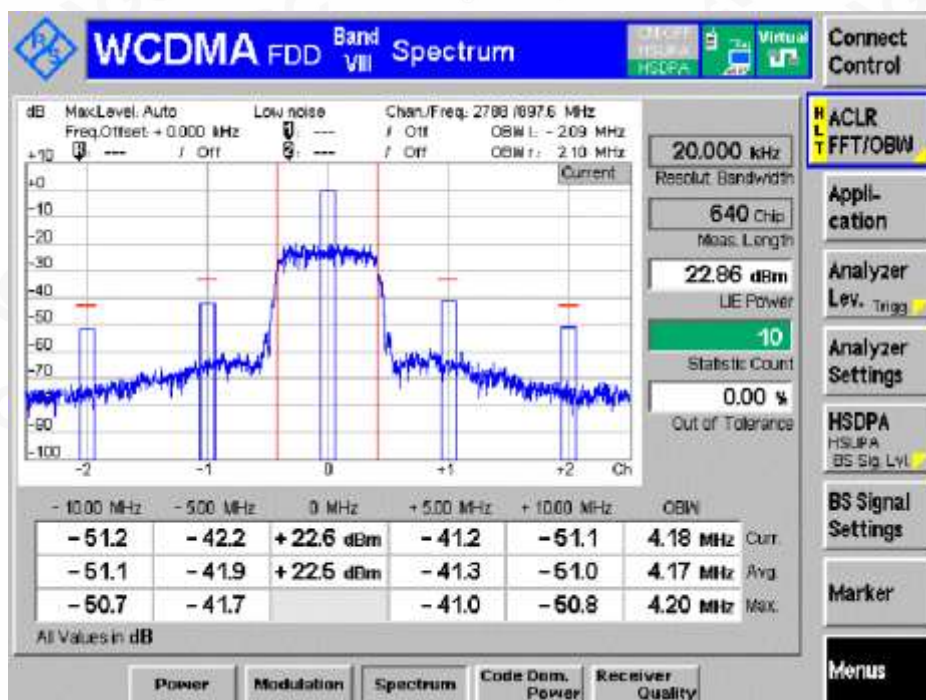 WCDMA FDD Band VIII Spectrum
HSDPA
Virtual
Connect Control
dB Max.Level: Auto Low noise Chan./Freq.: 2788 /897.6 MHz
Freq.Offset: + 0.000 kHz 1: --- / Off OBW l: - 2.09 MHz
R: --- / Off 2: --- / Off OBW r: 2.10 MHz
Current
+10
+0
-10
-20
-30
-40
-50
-60
-70
-90
-100
-2 -1 0 +1 +2 Ch
20.000 kHz
Resolut. Bandwidth
640 Chip
Meas. Length
22.86 dBm
UE Power
10
Statistic Count
0.00 %
Out of Tolerance
HLT
ACLR
FFT/OBW
Appli-
cation
Analyzer
Lev. Trigg
Analyzer
Settings
HSDPA
HSUPA
BS Sig. Lvl.
BS Signal
Settings
Marker
Menus
- 10.00 MHz - 5.00 MHz 0 MHz + 5.00 MHz + 10.00 MHz OBW
- 51.2 - 42.2 + 22.6 dBm - 41.2 - 51.1 4.18 MHz Curr.
- 51.1 - 41.9 + 22.5 dBm - 41.3 - 51.0 4.17 MHz Avg.
- 50.7 - 41.7 - 41.0 - 50.8 4.20 MHz Max.
All Values in dB
Power Modulation Spectrum Code Dom. Power Receiver Quality